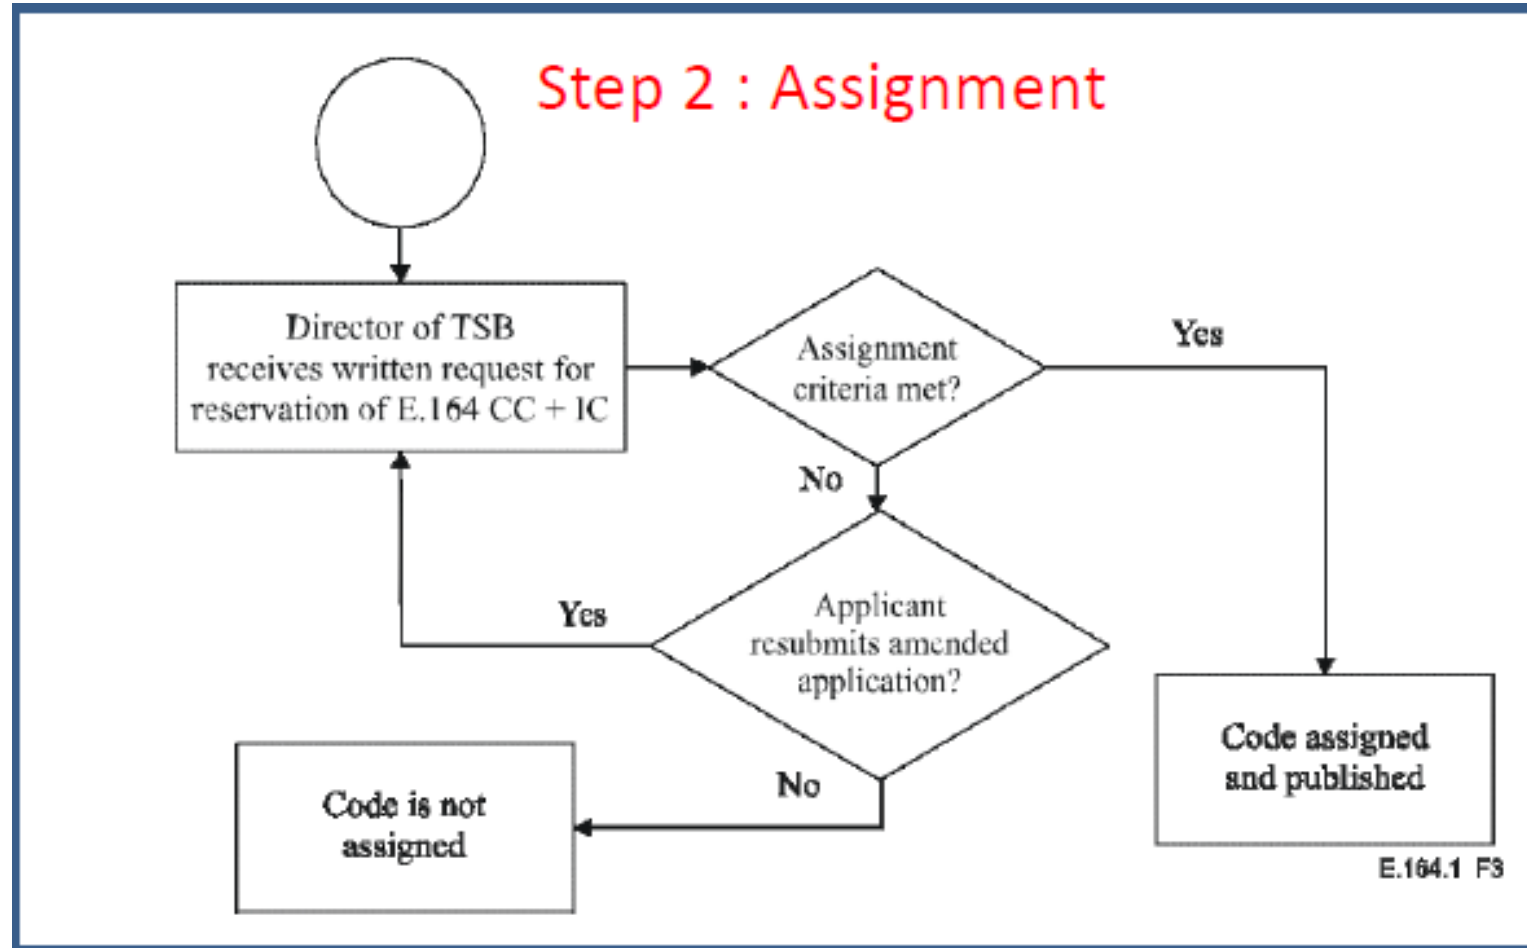 Step 2 : Assignment
Director of TSB
receives written request for
reservation of E.164 CC + IC
Assignment
criteria met?
Yes
No
Applicant
resubmits amended
application?
Yes
No
Code is not
assigned
Code assigned
and published
E.164.1 F3